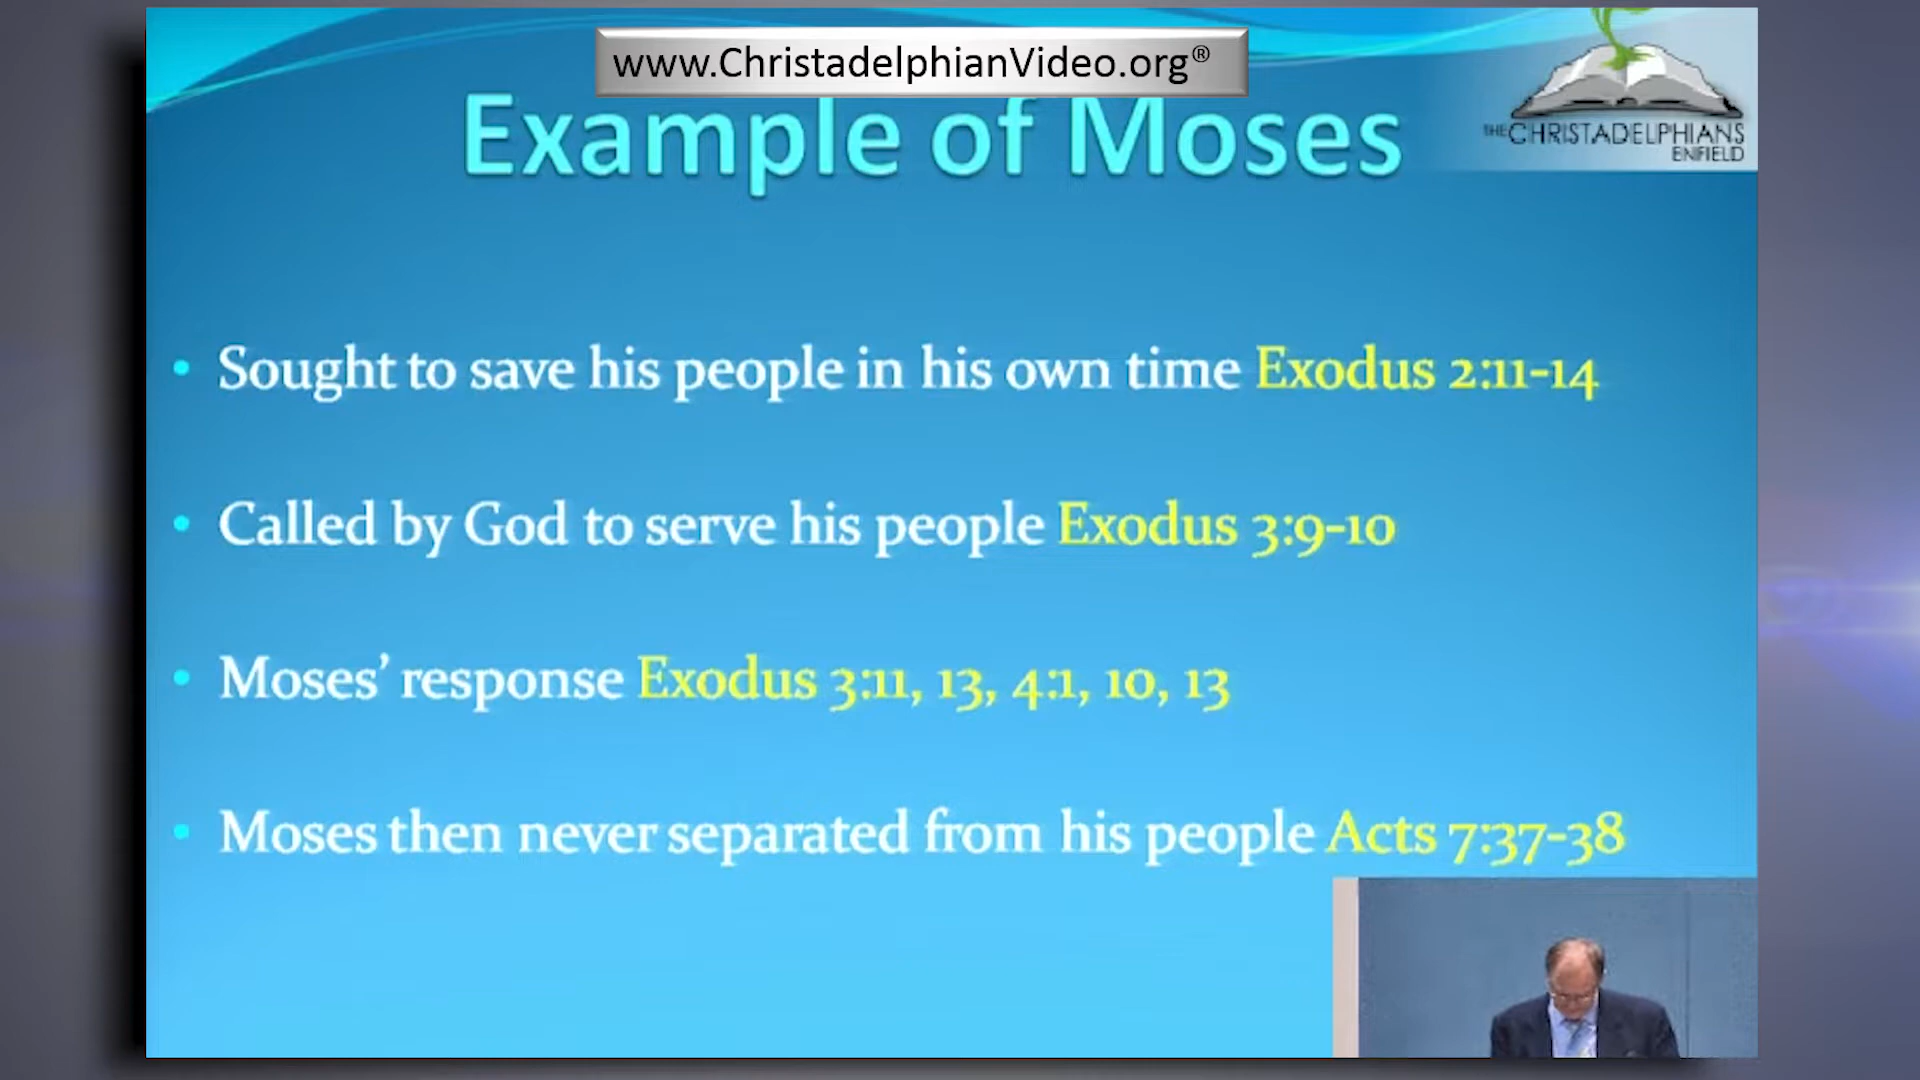 www.ChristadelphianVideo.org®
Example of Moses
THE CHRISTADELPHIANS
ENFIELD
• Sought to save his people in his own time Exodus 2:11-14
• Called by God to serve his people Exodus 3:9-10
• Moses’ response Exodus 3:11, 13, 4:1, 10, 13
• Moses then never separated from his people Acts 7:37-38